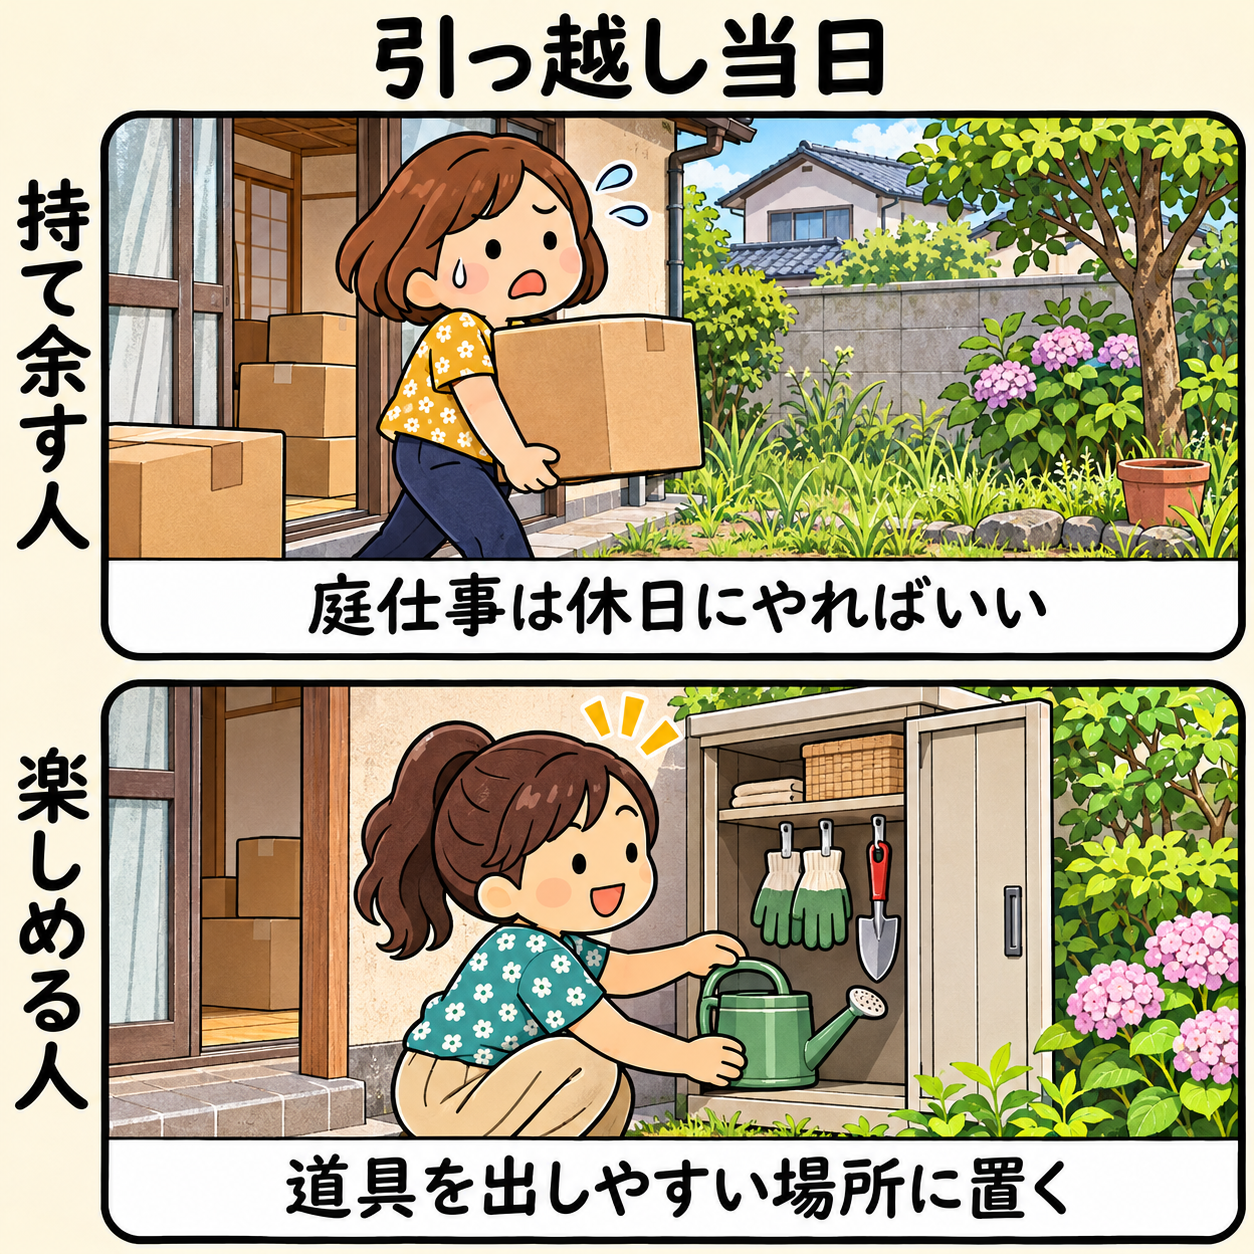 引っ越し当日
持て余す人
庭仕事は休日にやればいい
楽しめる人
道具を出しやすい場所に置く